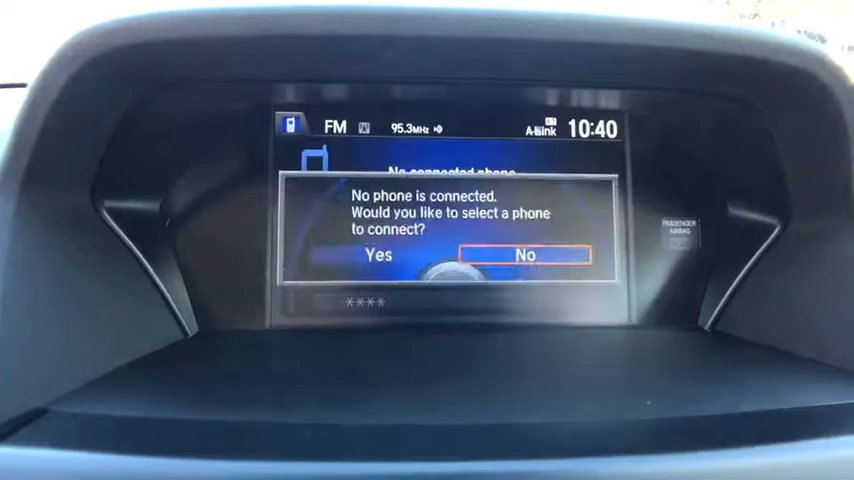 FM 95.3MHz A-Link 10:40
No connected phone
No phone is connected.
Would you like to select a phone
to connect?
Yes No
PASSENGER
AIRBAG
****